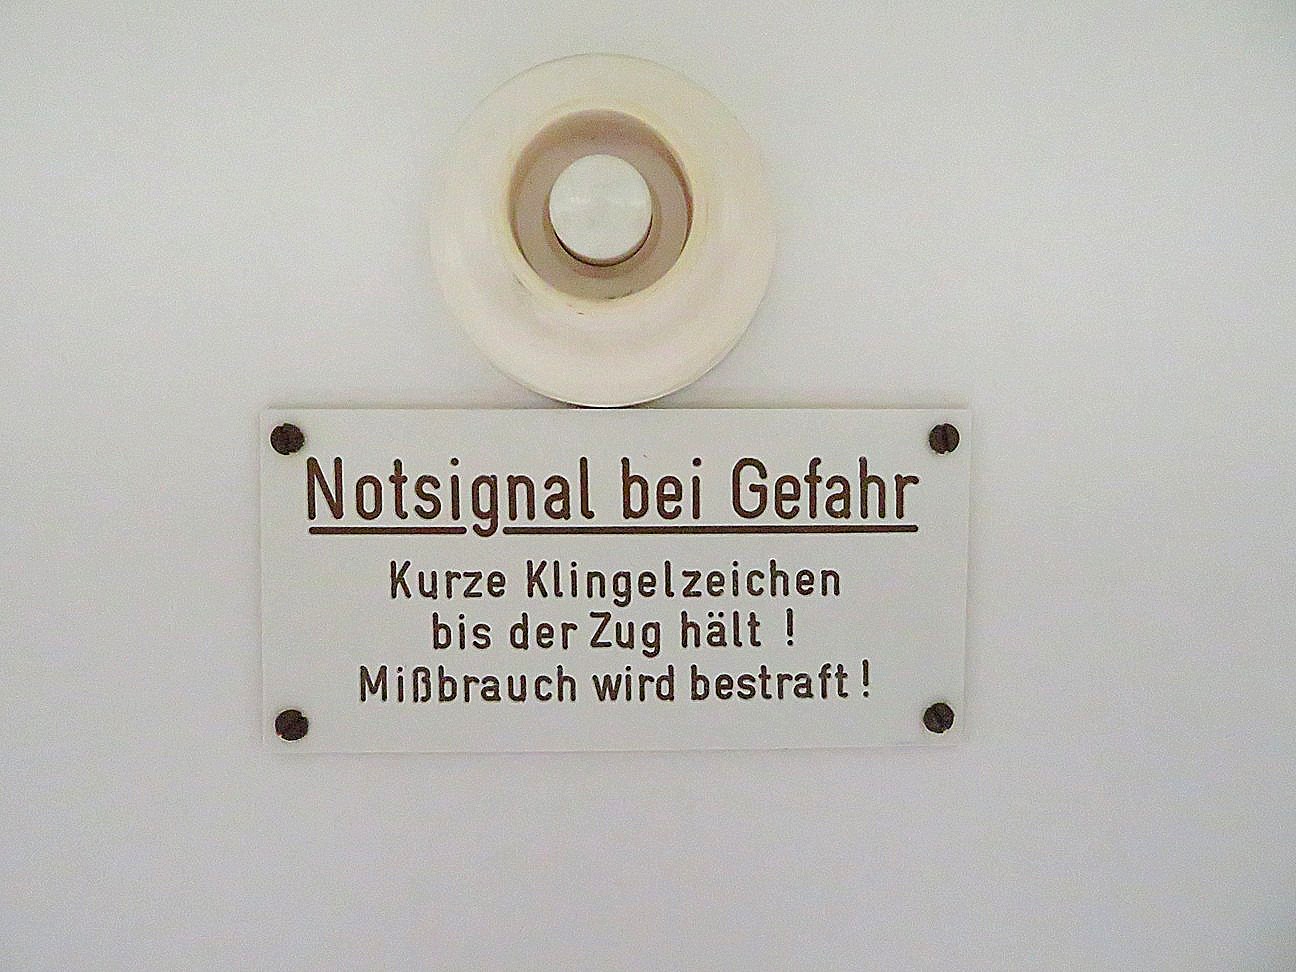 Notsignal bei Gefahr
Kurze Klingelzeichen
bis der Zug hält !
Mißbrauch wird bestraft !